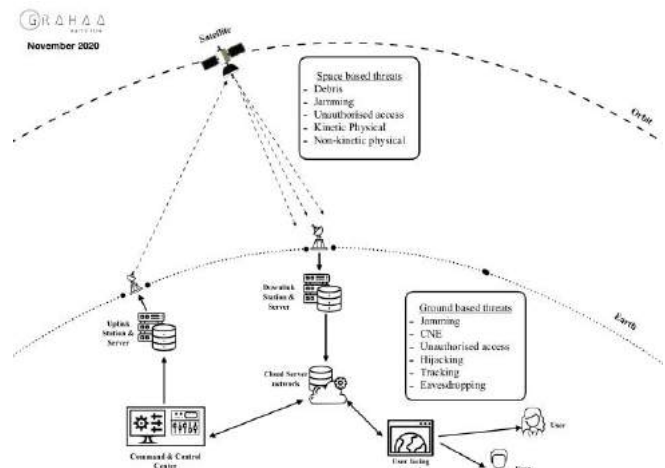 GRAHAA
November 2020
Satellite
Space based threats
- Debris
- Jamming
- Unauthorised access
- Kinetic Physical
- Non-kinetic physical
Orbit
Downlink
Station &
Server
Uplink
Station &
Server
Ground based threats
- Jamming
- CNE
- Unauthorised access
- Hijacking
- Tracking
- Eavesdropping
Earth
Cloud Server
network
Command & Control
Center
User facing
User